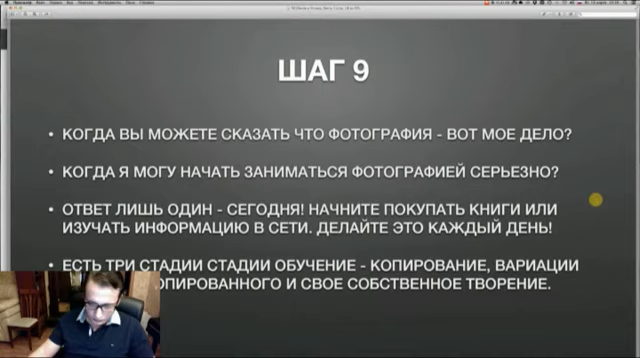 ШАГ 9
• КОГДА ВЫ МОЖЕТЕ СКАЗАТЬ ЧТО ФОТОГРАФИЯ - ВОТ МОЕ ДЕЛО?
• КОГДА Я МОГУ НАЧАТЬ ЗАНИМАТЬСЯ ФОТОГРАФИЕЙ СЕРЬЕЗНО?
• ОТВЕТ ЛИШЬ ОДИН - СЕГОДНЯ! НАЧНИТЕ ПОКУПАТЬ КНИГИ ИЛИ
ИЗУЧАТЬ ИНФОРМАЦИЮ В СЕТИ. ДЕЛАЙТЕ ЭТО КАЖДЫЙ ДЕНЬ!
• ЕСТЬ ТРИ СТАДИИ СТАДИИ ОБУЧЕНИЕ - КОПИРОВАНИЕ, ВАРИАЦИИ
ОПИРОВАННОГО И СВОЕ СОБСТВЕННОЕ ТВОРЕНИЕ.